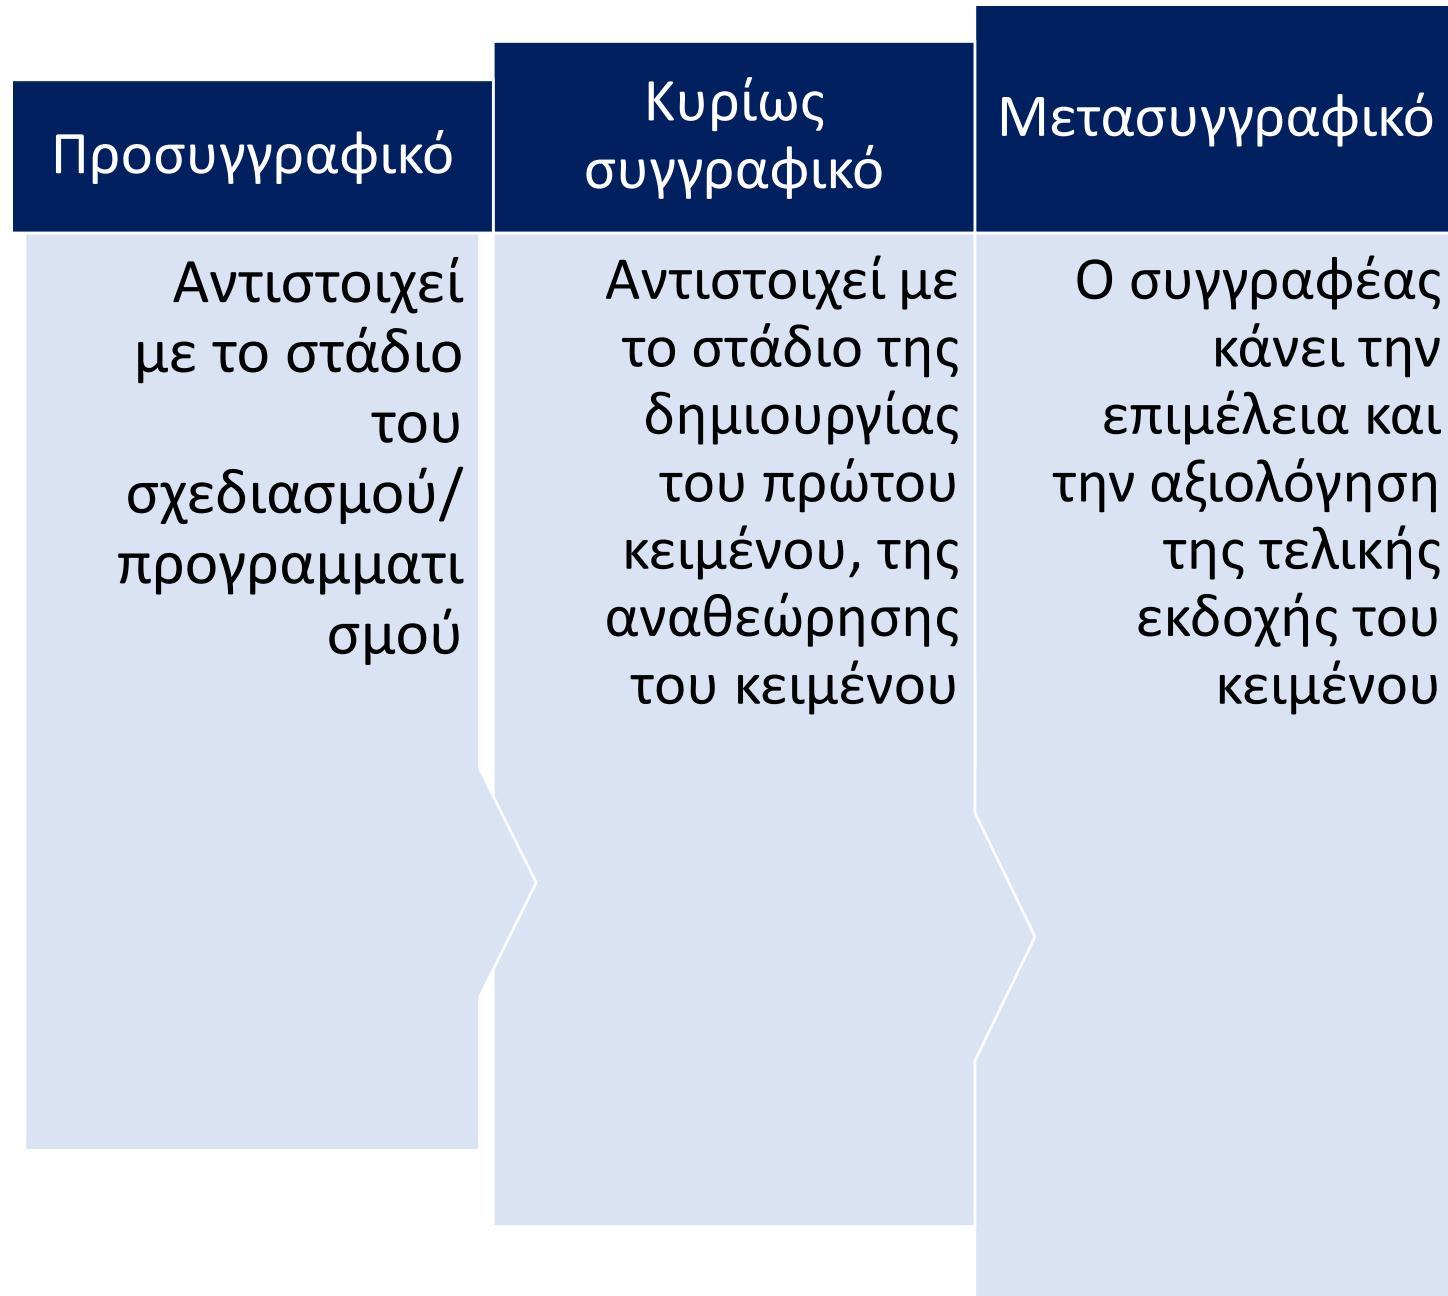 Προσυγγραφικό
Αντιστοιχεί
με το στάδιο
του
σχεδιασμού/
προγραμματι
σμού
Κυρίως
συγγραφικό
Αντιστοιχεί με
το στάδιο της
δημιουργίας
του πρώτου
κειμένου, της
αναθεώρησης
του κειμένου
Μετασυγγραφικό
Ο συγγραφέας
κάνει την
επιμέλεια και
την αξιολόγηση
της τελικής
εκδοχής του
κειμένου